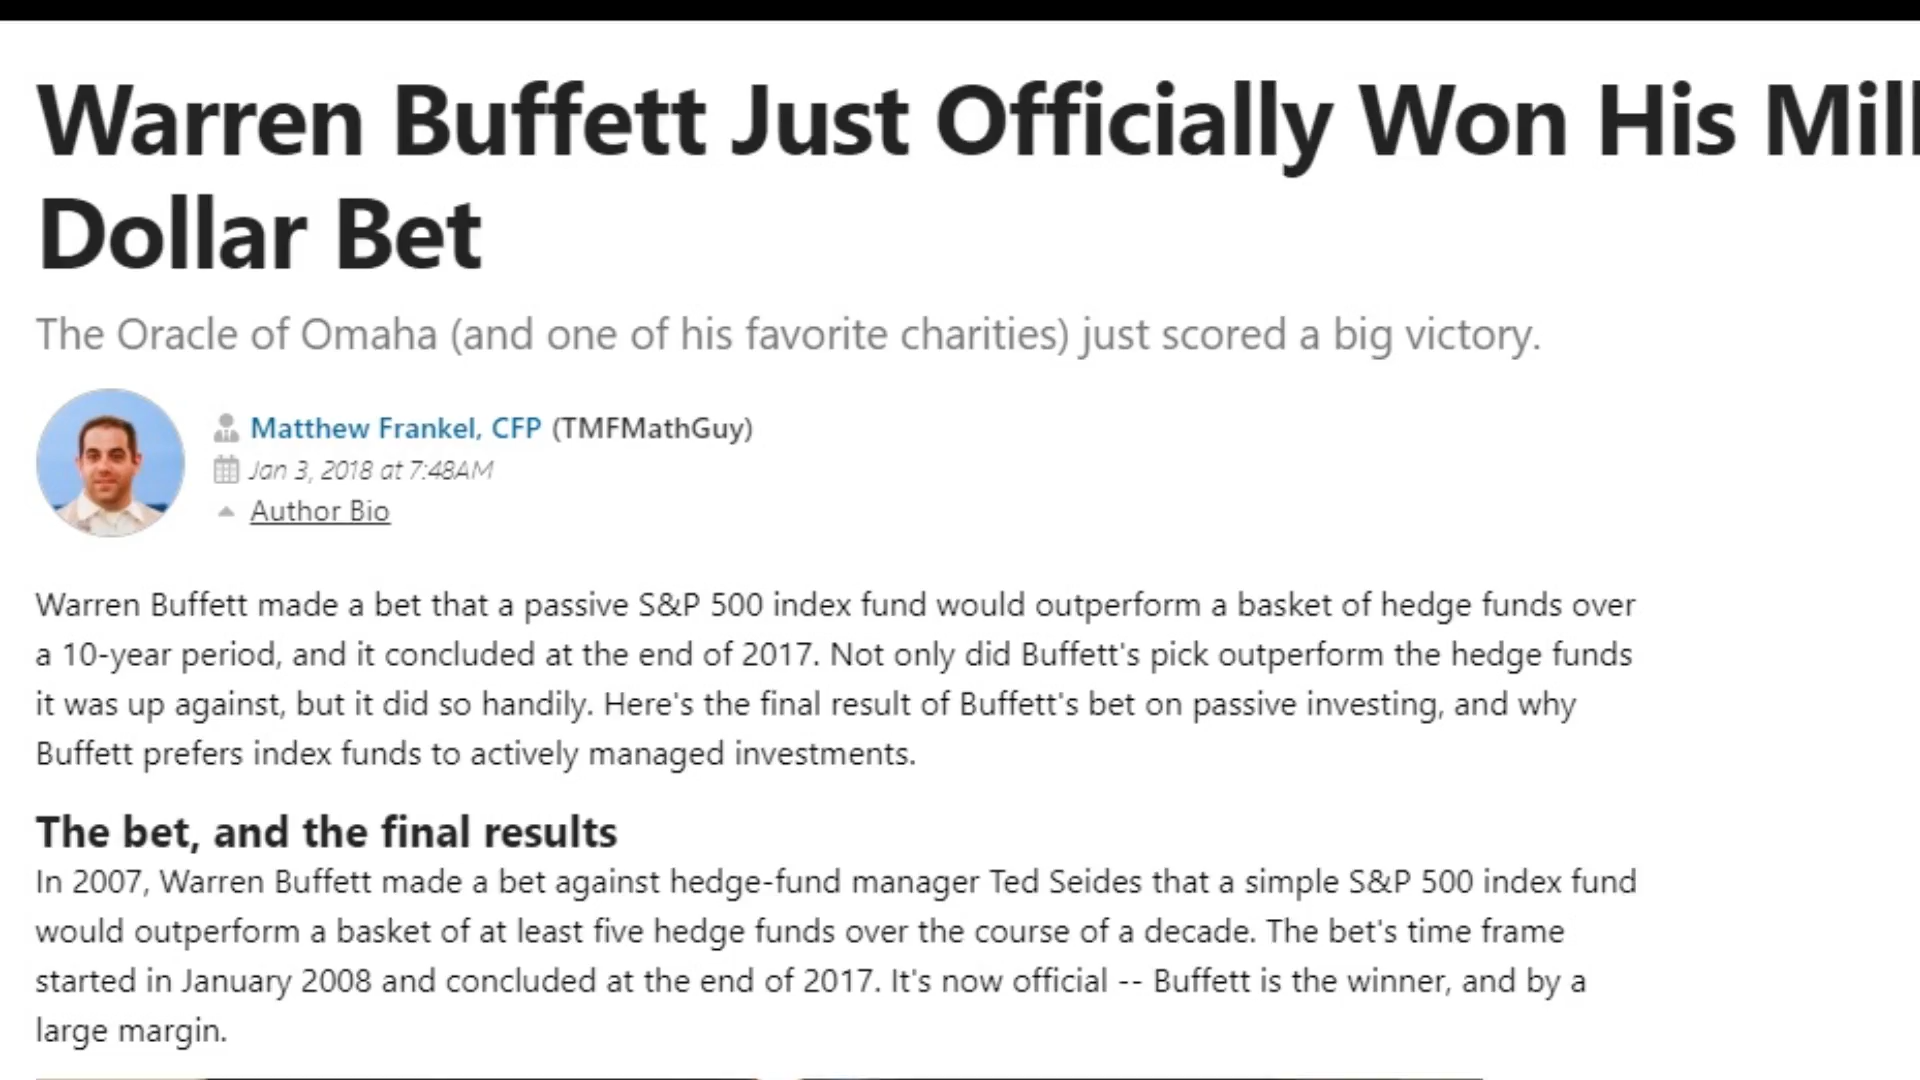 Warren Buffett Just Officially Won His Mill
Dollar Bet
The Oracle of Omaha (and one of his favorite charities) just scored a big victory.
Matthew Frankel, CFP (TMFMathGuy)
Jan 3, 2018 at 7:48AM
Author Bio
Warren Buffett made a bet that a passive S&P 500 index fund would outperform a basket of hedge funds over
a 10-year period, and it concluded at the end of 2017. Not only did Buffett's pick outperform the hedge funds
it was up against, but it did so handily. Here's the final result of Buffett's bet on passive investing, and why
Buffett prefers index funds to actively managed investments.
The bet, and the final results
In 2007, Warren Buffett made a bet against hedge-fund manager Ted Seides that a simple S&P 500 index fund
would outperform a basket of at least five hedge funds over the course of a decade. The bet's time frame
started in January 2008 and concluded at the end of 2017. It's now official -- Buffett is the winner, and by a
large margin.